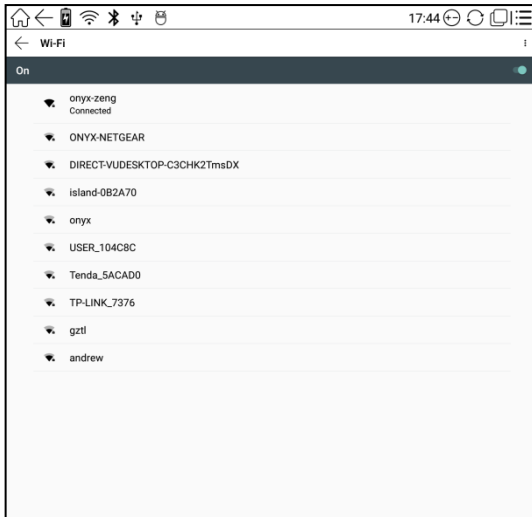 17:44
Wi-Fi
On
onyx-zeng
Connected
ONYX-NETGEAR
DIRECT-VUDESKTOP-C3CHK2TmsDX
island-0B2A70
onyx
USER_104C8C
Tenda_5ACAD0
TP-LINK_7376
gztl
andrew